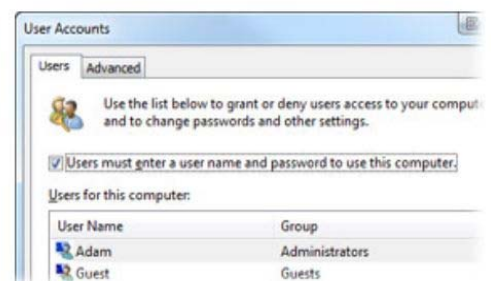 User Accounts
Users Advanced
Use the list below to grant or deny users access to your comput
and to change passwords and other settings.
Users must enter a user name and password to use this computer.
Users for this computer:
User Name Group
Adam Administrators
Guest Guests